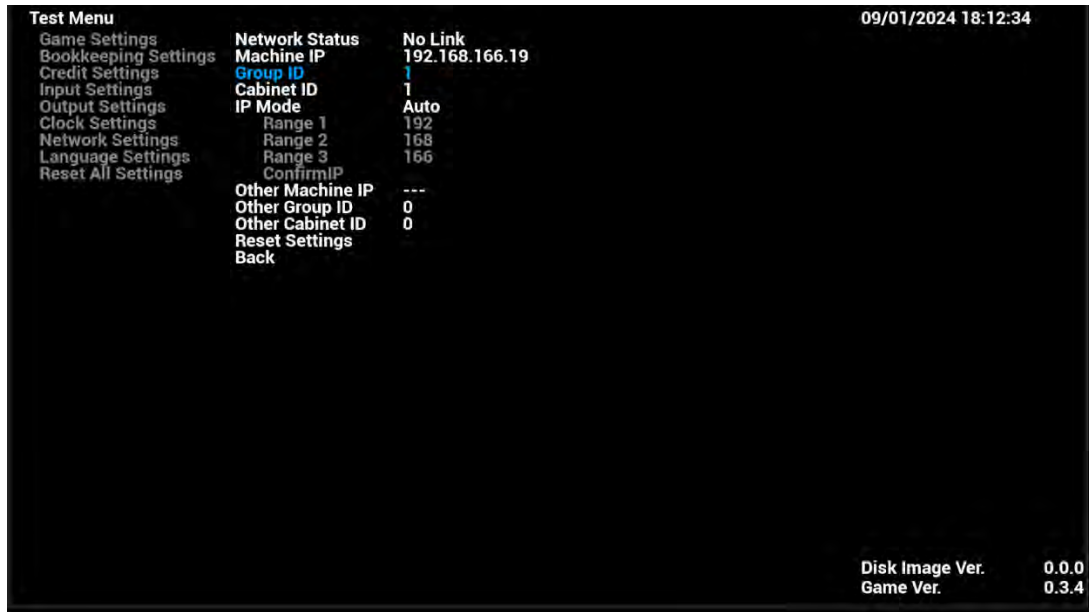 Test Menu 09/01/2024 18:12:34
Game Settings Network Status No Link
Bookkeeping Settings Machine IP 192.168.166.19
Credit Settings Group ID 1
Input Settings Cabinet ID 1
Output Settings IP Mode Auto
Clock Settings Range 1 192
Network Settings Range 2 168
Language Settings Range 3 166
Reset All Settings ConfirmIP
Other Machine IP ---
Other Group ID 0
Other Cabinet ID 0
Reset Settings
Back
Disk Image Ver. 0.0.0
Game Ver. 0.3.4